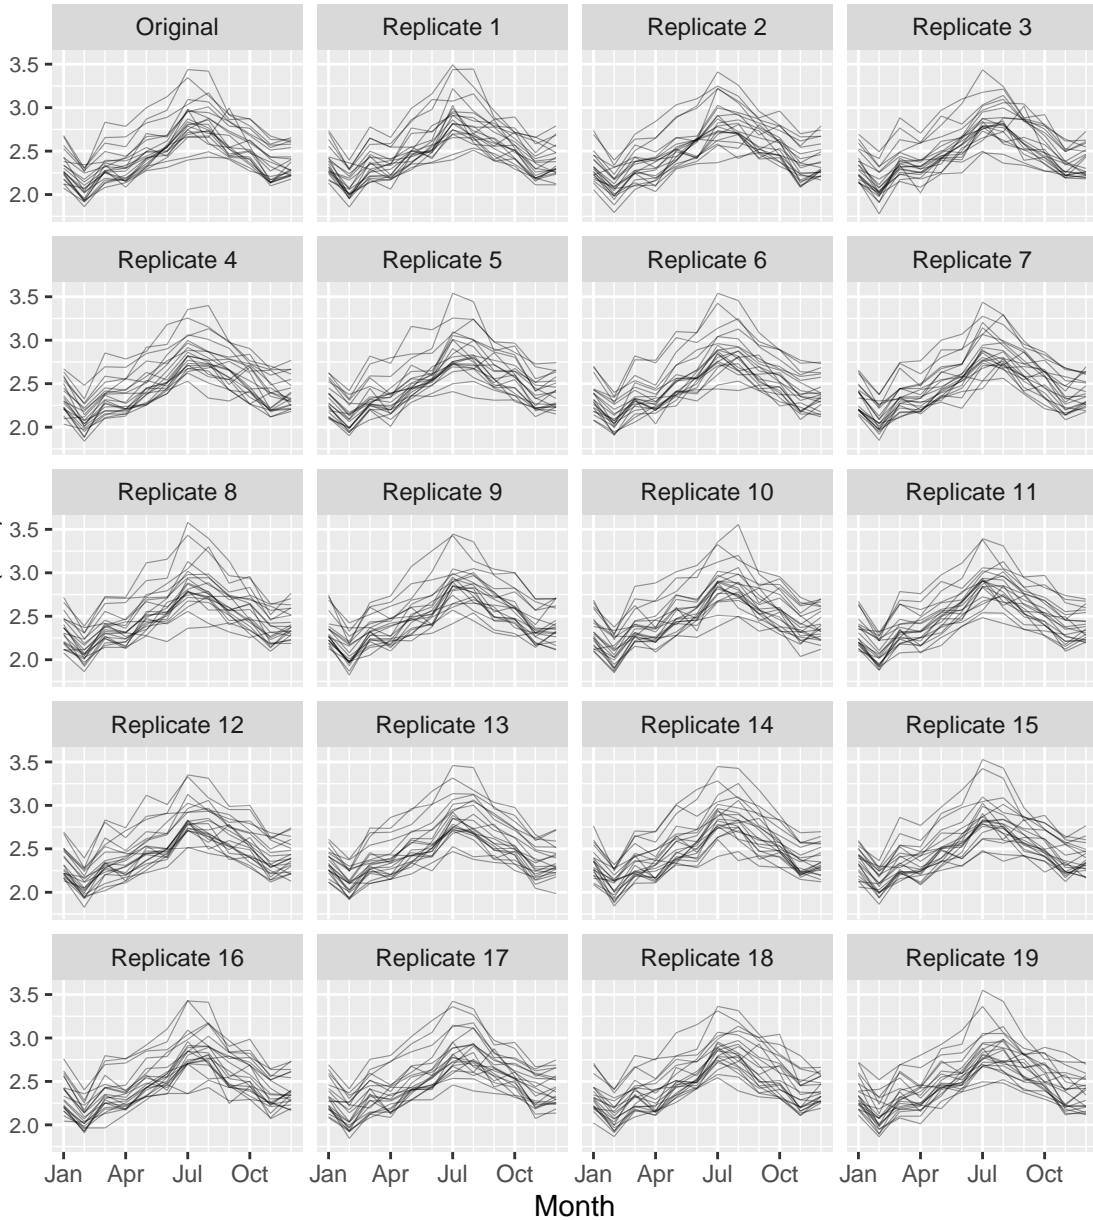 Original Replicate 1 Replicate 2 Replicate 3
3.5
3.0
2.5
2.0
Replicate 4 Replicate 5 Replicate 6 Replicate 7
3.5
3.0
2.5
2.0
Replicate 8 Replicate 9 Replicate 10 Replicate 11
3.5
3.0
2.5
2.0
Replicate 12 Replicate 13 Replicate 14 Replicate 15
3.5
3.0
2.5
2.0
Replicate 16 Replicate 17 Replicate 18 Replicate 19
3.5
3.0
2.5
2.0
Jan Apr Jul Oct Jan Apr Jul Oct Jan Apr Jul Oct Jan Apr Jul Oct
Month